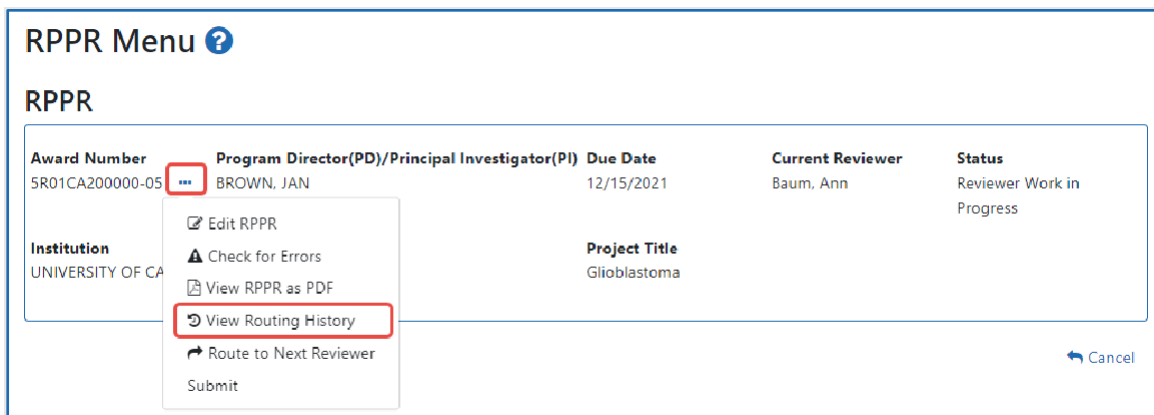 RPPR Menu ?
RPPR
Award Number Program Director(PD)/Principal Investigator(PI) Due Date Current Reviewer Status
5R01CA200000-05 ... BROWN, JAN 12/15/2021 Baum, Ann Reviewer Work in
Progress
Edit RPPR
Institution Project Title
UNIVERSITY OF CA Check for Errors Glioblastoma
View RPPR as PDF
View Routing History
Route to Next Reviewer
Cancel
Submit